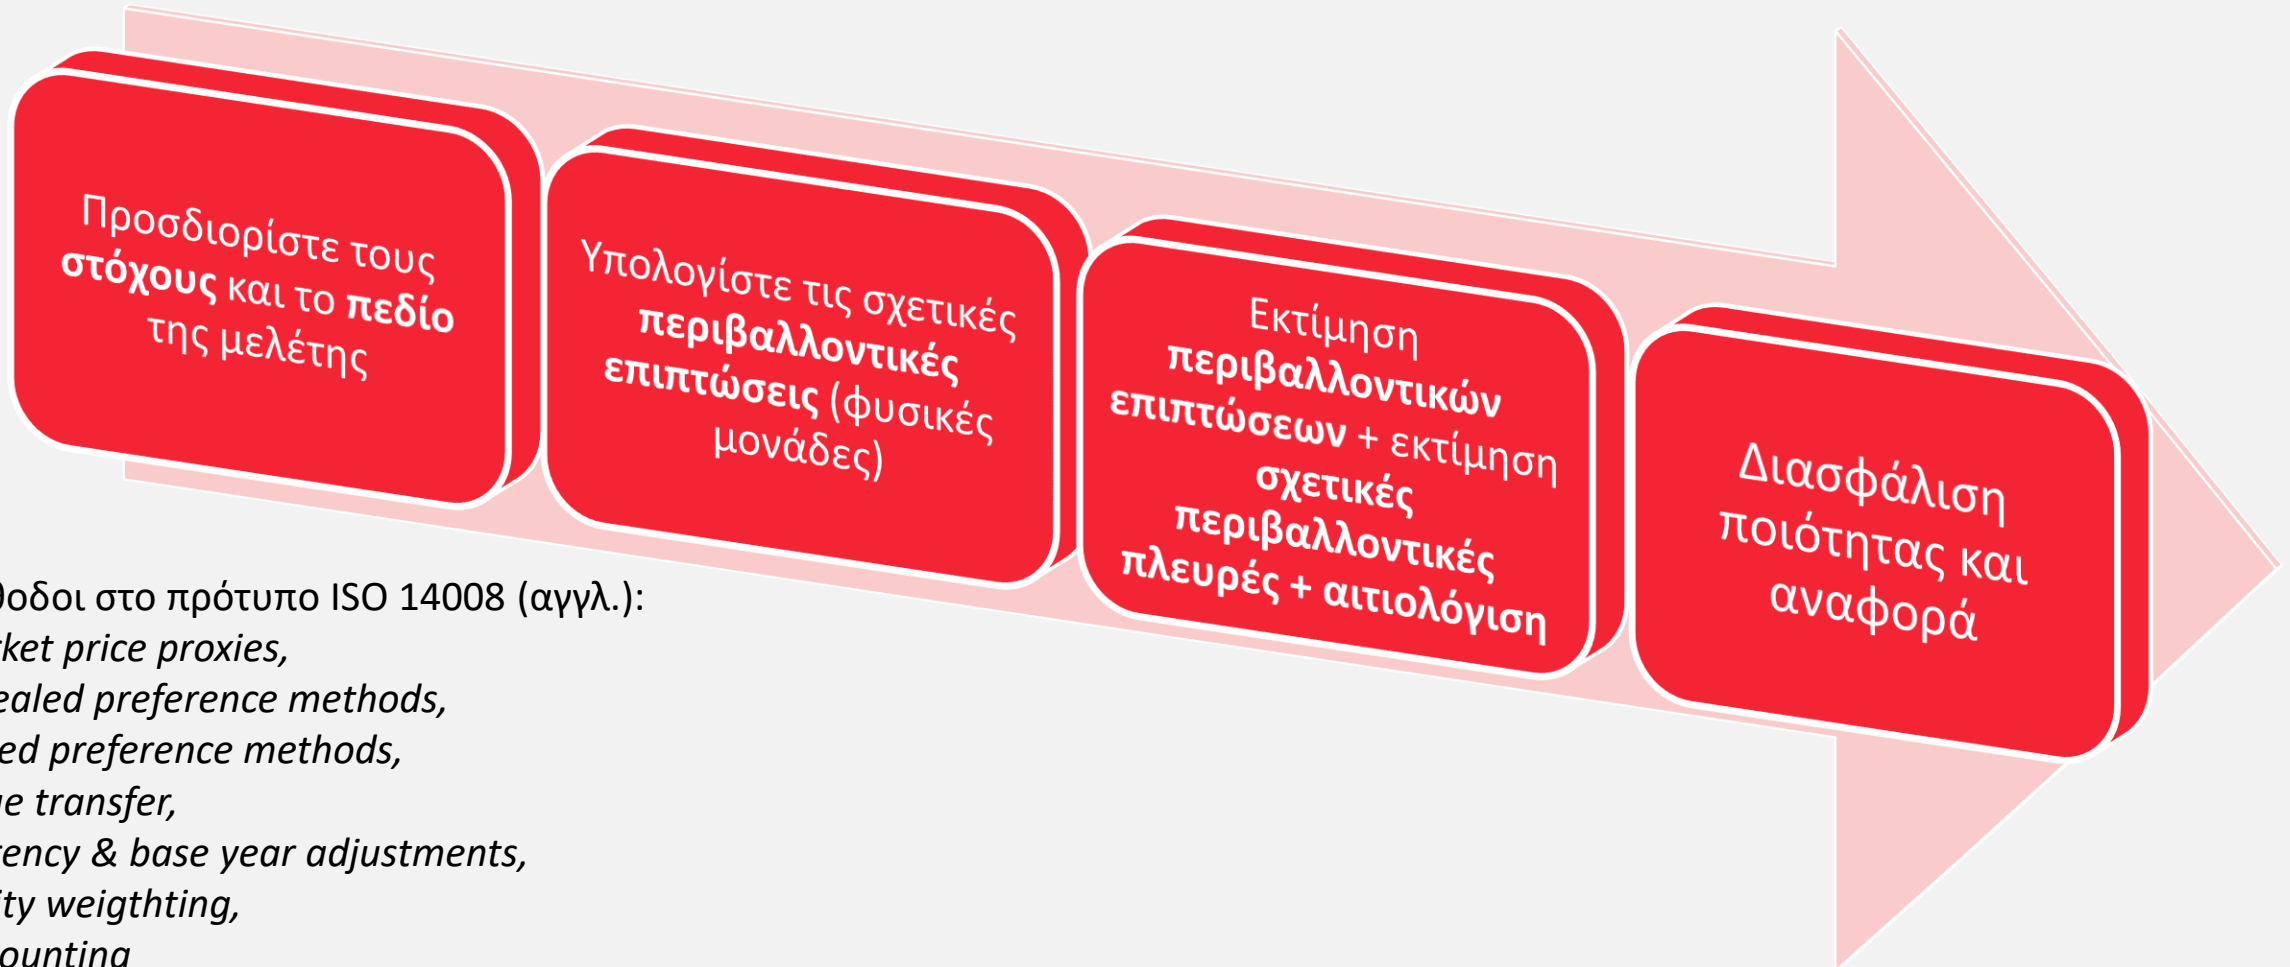 Προσδιορίστε τους
στόχους και το πεδίο
της μελέτης
Υπολογίστε τις σχετικές
περιβαλλοντικές
επιπτώσεις (φυσικές
μονάδες)
Εκτίμηση
περιβαλλοντικών
επιπτώσεων + εκτίμηση
σχετικές
περιβαλλοντικές
πλευρές + αιτιολόγιση
Διασφάλιση
ποιότητας και
αναφορά
στο πρότυπο ISO 14008 (αγγλ.):
price proxies,
preference methods,
preference methods,
transfer,
& base year adjustments,
weigthting,